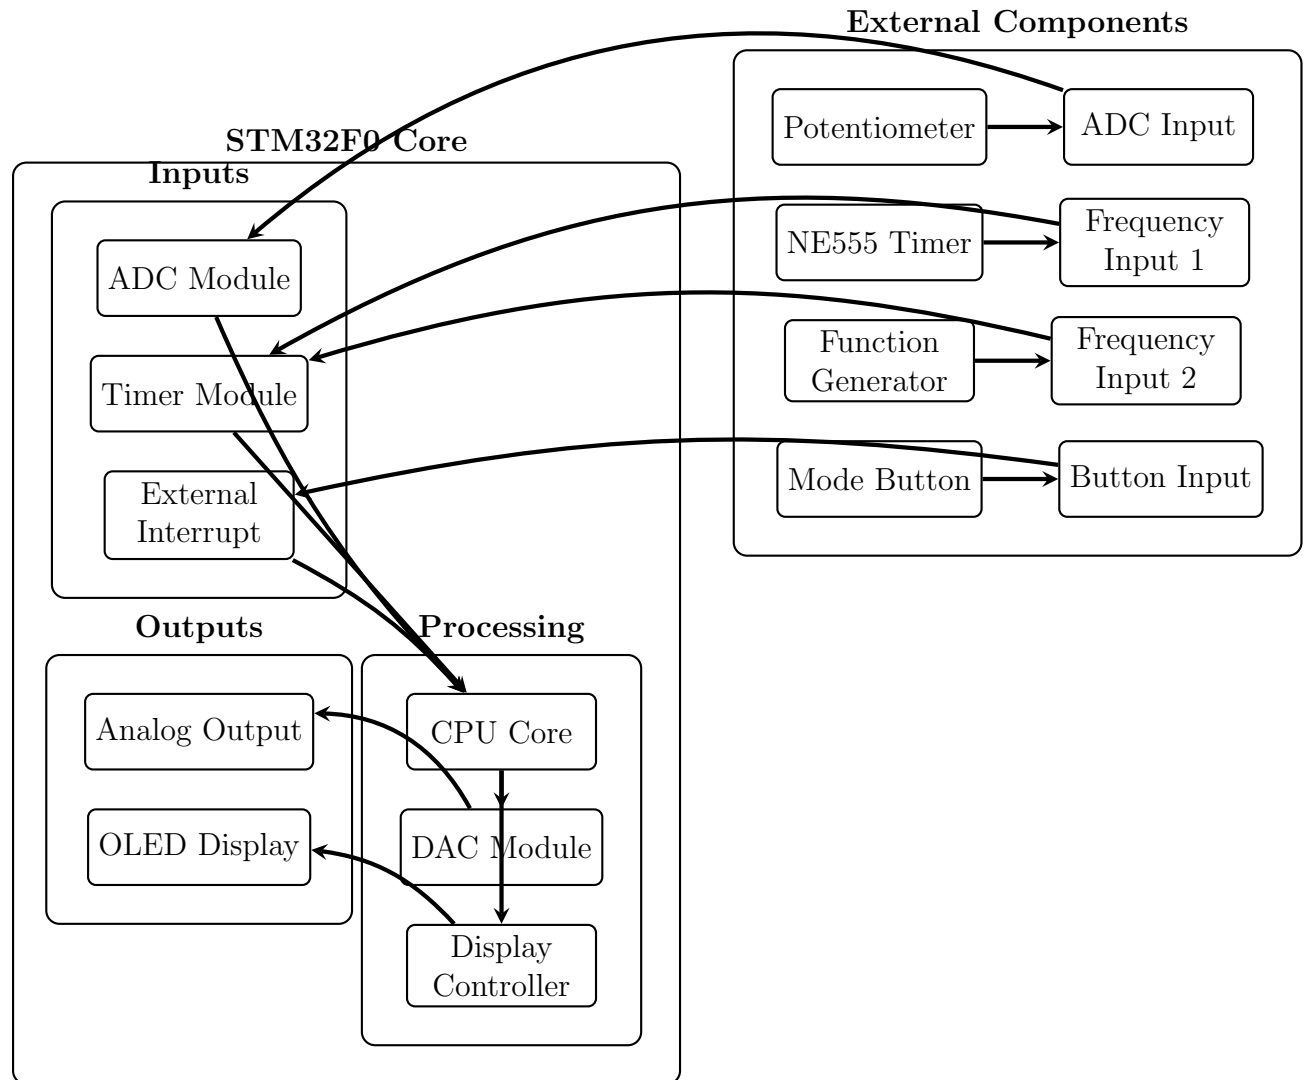 External Components
Potentiometer
ADC Input
NE555 Timer
Frequency
Input 1
Function
Generator
Frequency
Input 2
Mode Button
Button Input
STM32F0 Core
Inputs
ADC Module
Timer Module
External
Interrupt
Outputs
Analog Output
OLED Display
Processing
CPU Core
DAC Module
Display
Controller